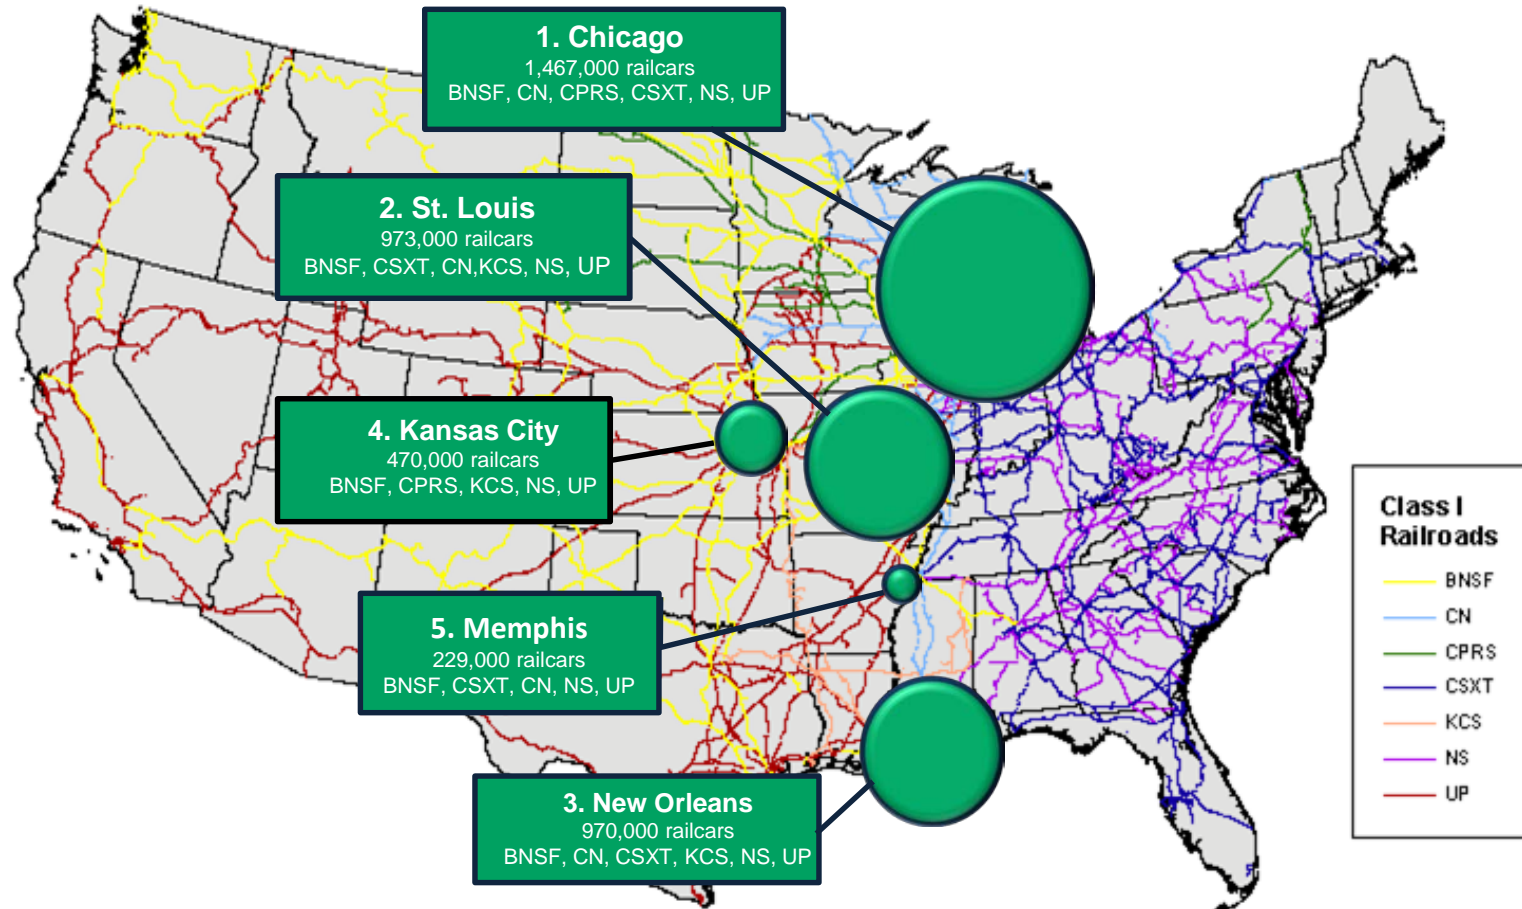 1. Chicago
1,467,000 railcars
BNSF, CN, CPRS, CSXT, NS, UP
2. St. Louis
973,000 railcars
BNSF, CSXT, CN,KCS, NS, UP
4. Kansas City
470,000 railcars
BNSF, CPRS, KCS, NS, UP
5. Memphis
229,000 railcars
BNSF, CSXT, CN, NS, UP
3. New Orleans
970,000 railcars
BNSF, CN, CSXT, KCS, NS, UP
Class I
Railroads
BNSF
CN
CPRS
CSXT
KCS
NS
UP